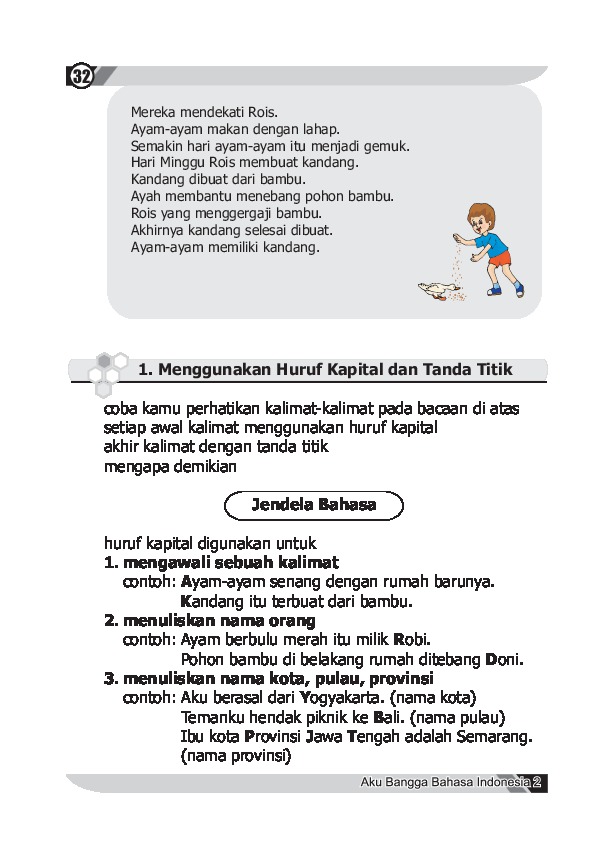 32
Mereka mendekati Rois.
Ayam-ayam makan dengan lahap.
Semakin hari ayam-ayam itu menjadi gemuk.
Hari Minggu Rois membuat kandang.
Kandang dibuat dari bambu.
Ayah membantu menebang pohon bambu.
Rois yang menggergaji bambu.
Akhirnya kandang selesai dibuat.
Ayam-ayam memiliki kandang.
1. Menggunakan Huruf Kapital dan Tanda Titik
coba kamu perhatikan kalimat-kalimat pada bacaan di atas
setiap awal kalimat menggunakan huruf kapital
akhir kalimat dengan tanda titik
mengapa demikian
Jendela Bahasa
huruf kapital digunakan untuk
1. mengawali sebuah kalimat
contoh: Ayam-ayam senang dengan rumah barunya.
Kandang itu terbuat dari bambu.
2. menuliskan nama orang
contoh: Ayam berbulu merah itu milik Robi.
Pohon bambu di belakang rumah ditebang Doni.
3. menuliskan nama kota, pulau, provinsi
contoh: Aku berasal dari Yogyakarta. (nama kota)
Temanku hendak piknik ke Bali. (nama pulau)
Ibu kota Provinsi Jawa Tengah adalah Semarang.
(nama provinsi)
Aku Bangga Bahasa Indonesia 2